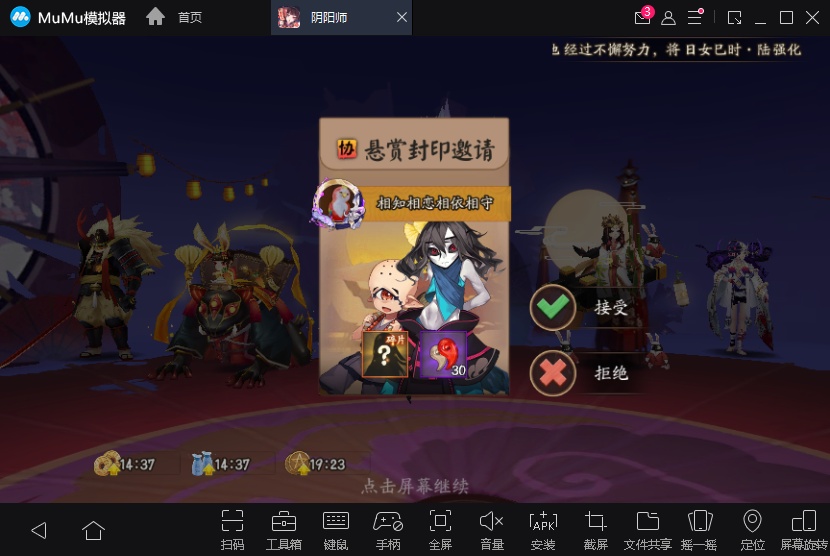 MuMu模拟器
首页
阴阳师
3
经过不懈努力，将日女巳时·陆强化
协 悬赏封印邀请
相知相恋相依相守
碎片
?
30
接受
拒绝
14:37
14:37
19:23
点击屏幕继续
APK
扫码
工具箱
键鼠
手柄
全屏
音量
安装
截屏
文件共享
摇一摇
定位
屏幕旋转